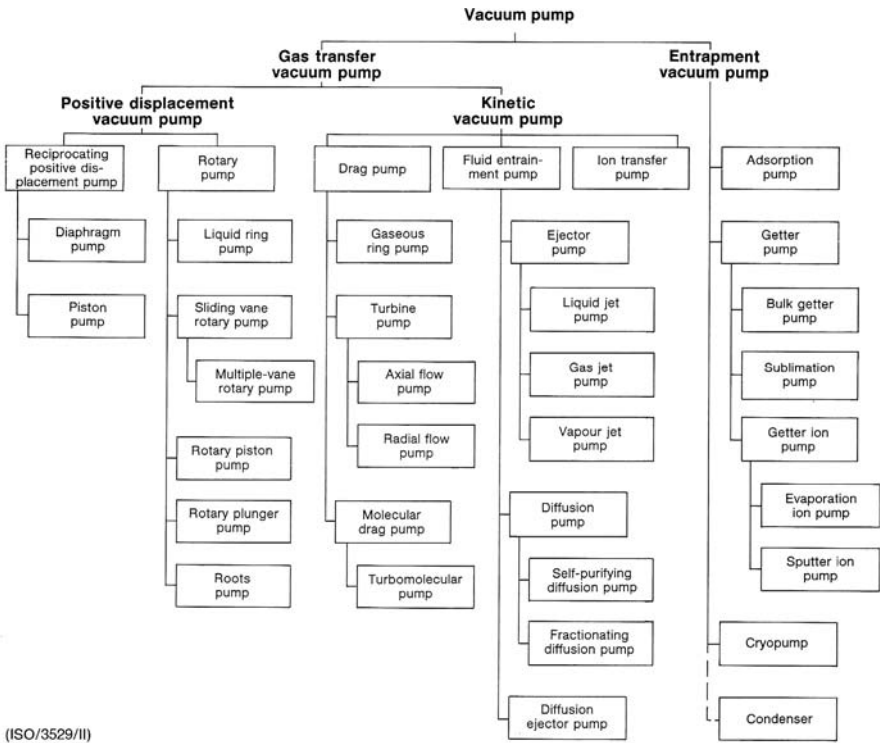 Vacuum pump
Gas transfer
vacuum pump
Entrapment
vacuum pump
Positive displacement
vacuum pump
Kinetic
vacuum pump
Reciprocating
positive dis-
placement pump
Rotary
pump
Drag pump
Fluid entrain-
ment pump
Ion transfer
pump
Adsorption
pump
Diaphragm
pump
Liquid ring
pump
Gaseous
ring pump
Ejector
pump
Getter
pump
Piston
pump
Sliding vane
rotary pump
Turbine
pump
Liquid jet
pump
Bulk getter
pump
Multiple-vane
rotary pump
Axial flow
pump
Gas jet
pump
Sublimation
pump
Rotary piston
pump
Radial flow
pump
Vapour jet
pump
Getter ion
pump
Rotary plunger
pump
Molecular
drag pump
Diffusion
pump
Evaporation
ion pump
Roots
pump
Turbomolecular
pump
Self-purifying
diffusion pump
Sputter ion
pump
Fractionating
diffusion pump
Cryopump
Diffusion
ejector pump
Condenser
(ISO/3529/II)